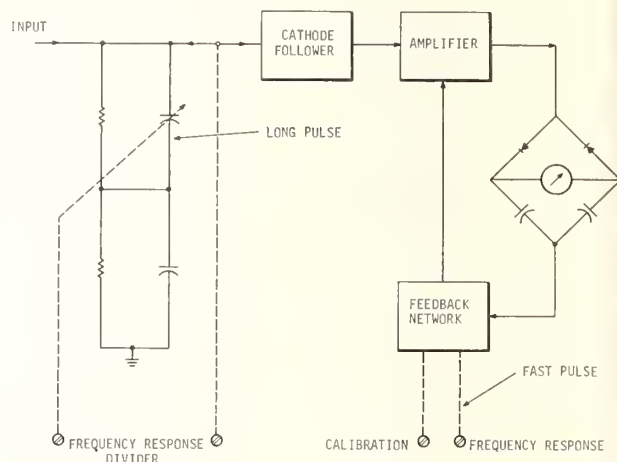 INPUT
CATHODE
FOLLOWER
AMPLIFIER
LONG PULSE
FEEDBACK
NETWORK
FAST PULSE
FREQUENCY RESPONSE
DIVIDER
CALIBRATION
FREQUENCY RESPONSE